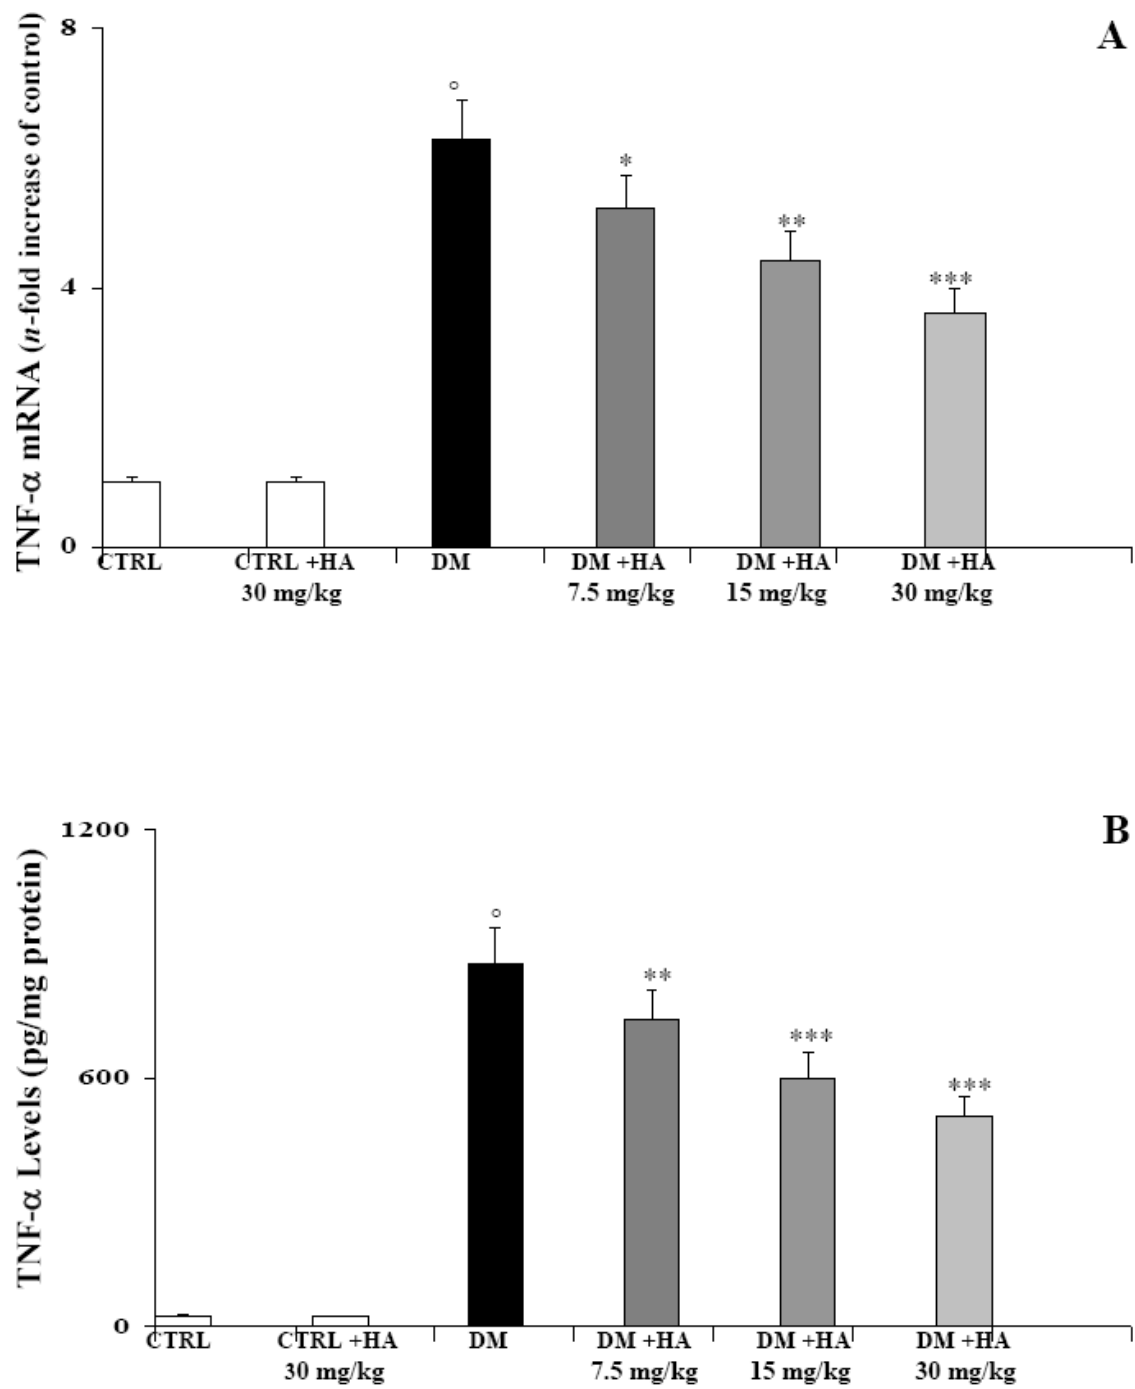 A
TNF-α mRNA (n-fold increase of control)
8
4
0
°
*
**
***
CTRL
CTRL +HA
30 mg/kg
DM
DM +HA
7.5 mg/kg
DM +HA
15 mg/kg
DM +HA
30 mg/kg
B
TNF-α Levels (pg/mg protein)
1200
600
0
°
**
***
***
CTRL
CTRL +HA
30 mg/kg
DM
DM +HA
7.5 mg/kg
DM +HA
15 mg/kg
DM +HA
30 mg/kg